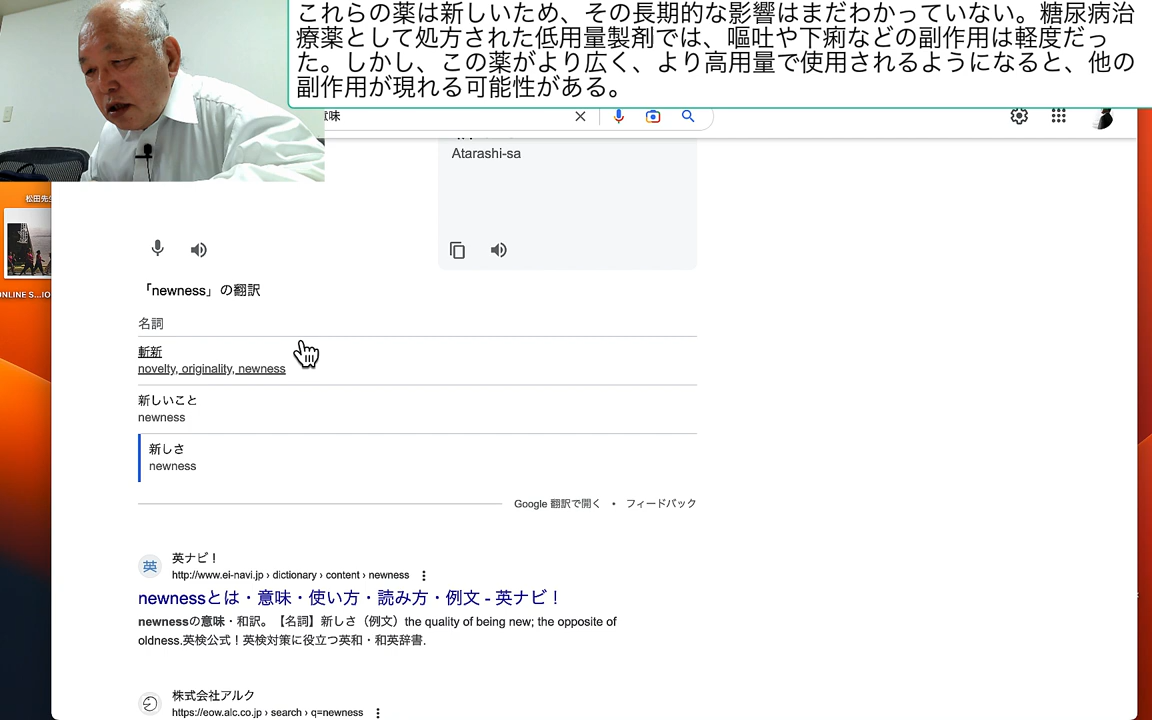 これらの薬は新しいため、その長期的な影響はまだわかっていない。糖尿病治
療薬として処方された低用量製剤では、嘔吐や下痢などの副作用は軽度だっ
た。しかし、この薬がより広く、より高用量で使用されるようになると、他の
副作用が現れる可能性がある。
意味
Atarashi-sa
松田先生
ONLINE S...IO
「newness」の翻訳
名詞
斬新
novelty, originality, newness
新しいこと
newness
新しさ
newness
Google 翻訳で開く • フィードバック
英
英ナビ！
http://www.ei-navi.jp › dictionary › content › newness
newnessとは・意味・使い方・読み方・例文 - 英ナビ！
newnessの意味・和訳。【名詞】新しさ（例文）the quality of being new; the opposite of
oldness.英検公式！英検対策に役立つ英和・和英辞書.
株式会社アルク
https://eow.alc.co.jp › search › q=newness